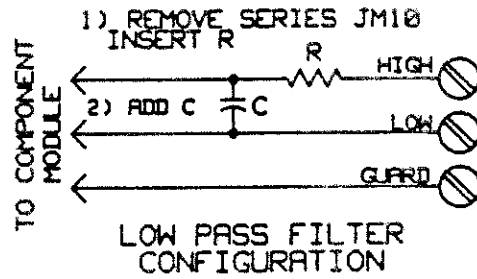 1) REMOVE SERIES JM10
INSERT R
R
HIGH
2) ADD C
C
LOW
TO COMPONENT
MODULE
GUARD
LOW PASS FILTER
CONFIGURATION